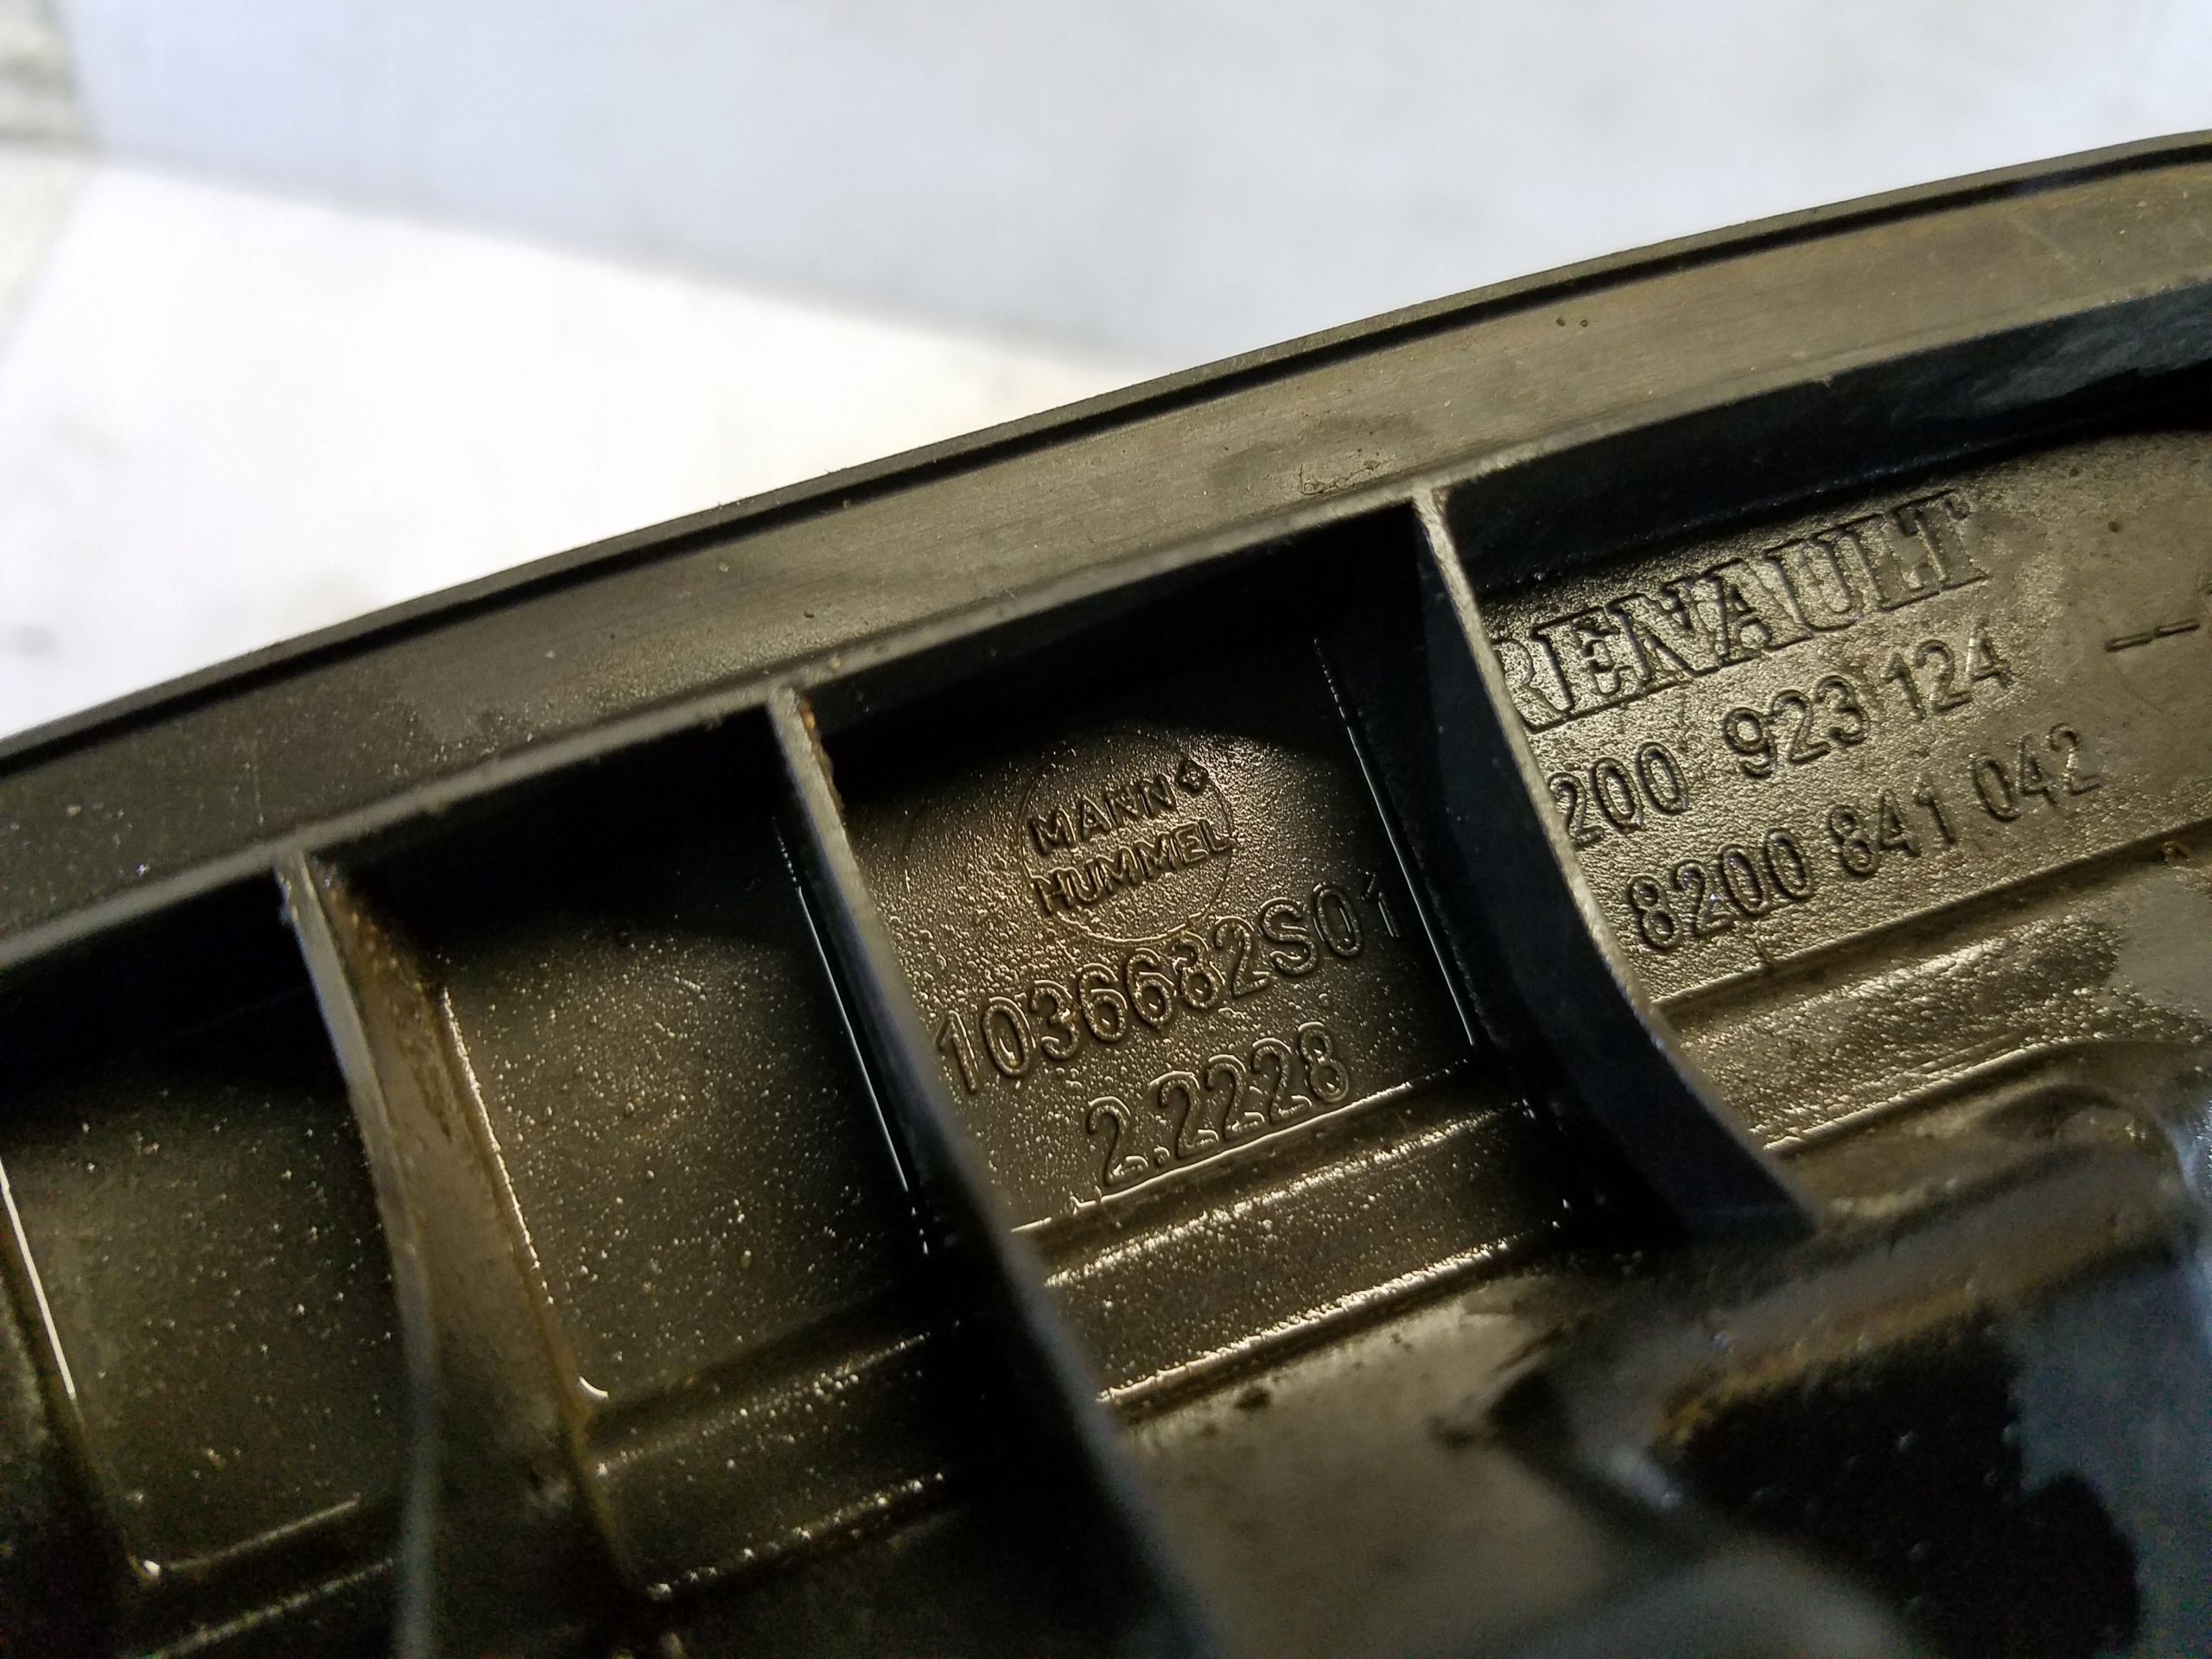 RENAULT
200 923 124
8200 841 042
MANN+
HUMMEL
1036682S01
2.2228